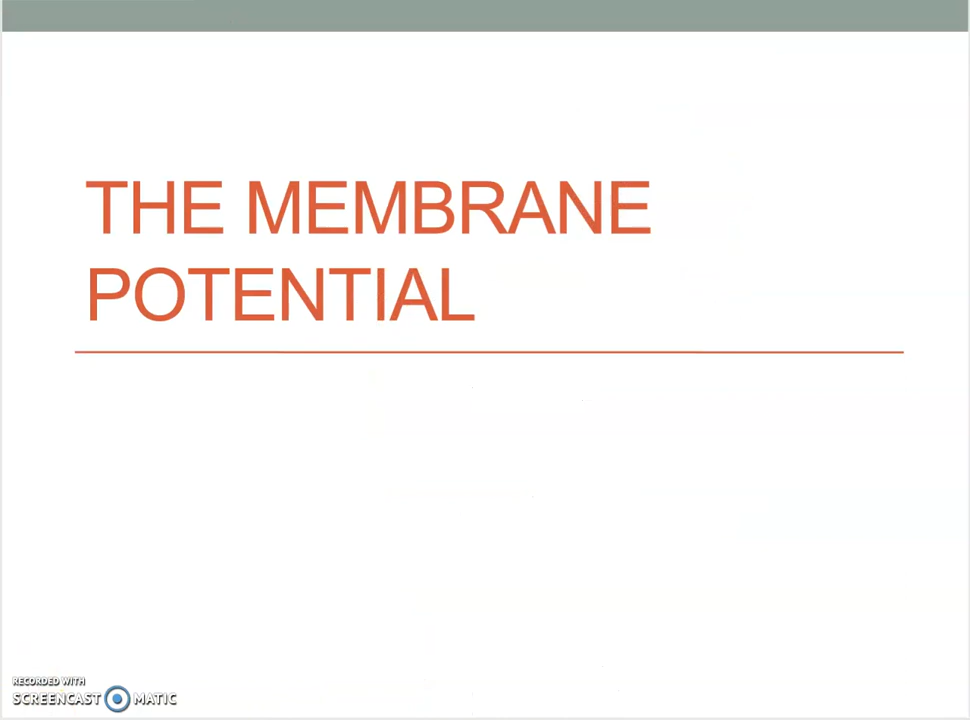 THE MEMBRANE
POTENTIAL
RECORDED WITH
SCREENCAST MATIC